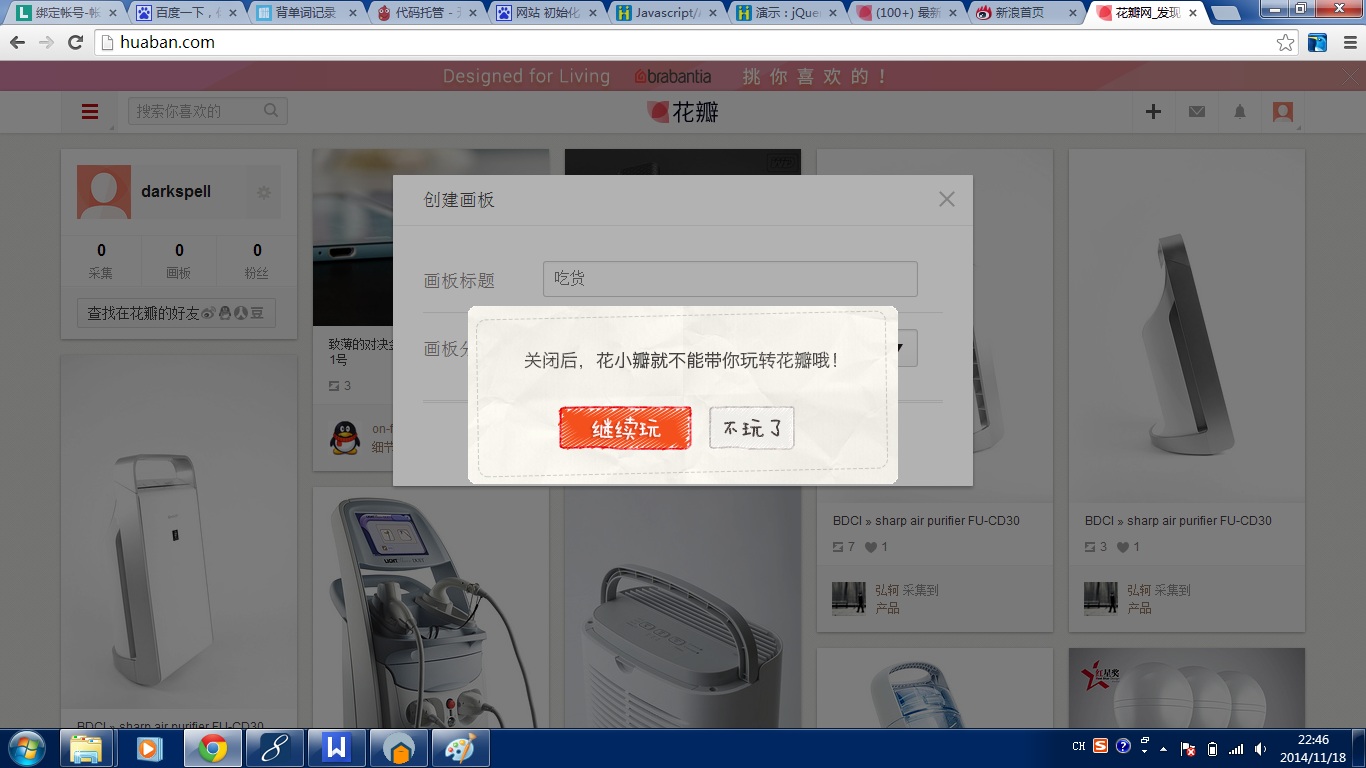 绑定帐号-帐
百度一下，
背单词记录
代码托管 -
网站 初始化
Javascript/
演示：jQue
(100+) 最新
新浪首页
花瓣网_发现
huaban.com
Designed for Living brabantia 挑你喜欢的！
搜索你喜欢的
花瓣
darkspell
0 0 0
采集 画板 粉丝
查找在花瓣的好友
创建画板
画板标题 吃货
画板分
关闭后，花小瓣就不能带你玩转花瓣哦！
继续玩 不玩了
致薄的对决
1号
3
细节
BDCI » sharp air purifier FU-CD30
7 1
弘轲 采集到
产品
BDCI » sharp air purifier FU-CD30
3 1
弘轲 采集到
产品
BDCI » sharp air purifier FU-CD30
红星奖
CH
22:46
2014/11/18